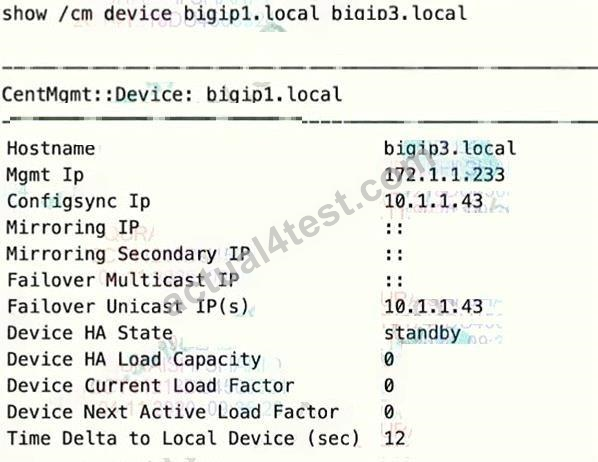 show /cm device bigip1.local bigip3.local
CentMgmt::Device: bigip1.local
Hostname bigip3.local
Mgmt Ip 172.1.1.233
Configsync Ip 10.1.1.43
Mirroring IP ::
Mirroring Secondary IP ::
Failover Multicast IP ::
Failover Unicast IP(s) 10.1.1.43
Device HA State standby
Device HA Load Capacity 0
Device Current Load Factor 0
Device Next Active Load Factor 0
Time Delta to Local Device (sec) 12
actual4test.com